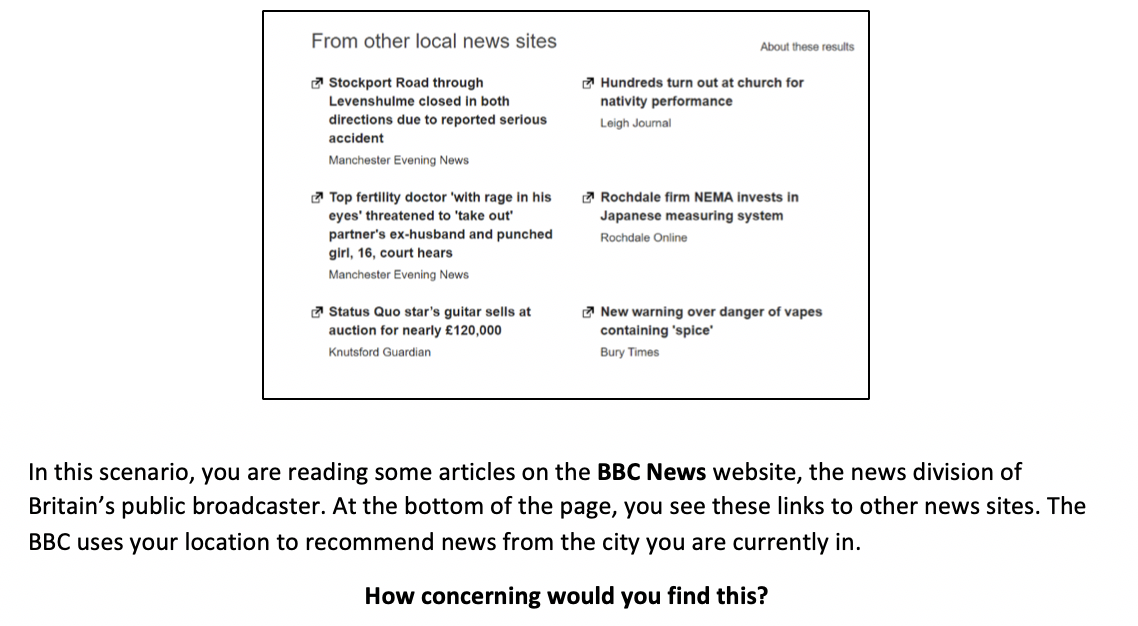 From other local news sites
About these results
Stockport Road through
Levenshulme closed in both
directions due to reported serious
accident
Manchester Evening News
Hundreds turn out at church for
nativity performance
Leigh Journal
Top fertility doctor 'with rage in his
eyes' threatened to 'take out'
partner's ex-husband and punched
girl, 16, court hears
Manchester Evening News
Rochdale firm NEMA invests in
Japanese measuring system
Rochdale Online
Status Quo star's guitar sells at
auction for nearly £120,000
Knutsford Guardian
New warning over danger of vapes
containing 'spice'
Bury Times
In this scenario, you are reading some articles on the BBC News website, the news division of
Britain’s public broadcaster. At the bottom of the page, you see these links to other news sites. The
BBC uses your location to recommend news from the city you are currently in.
How concerning would you find this?